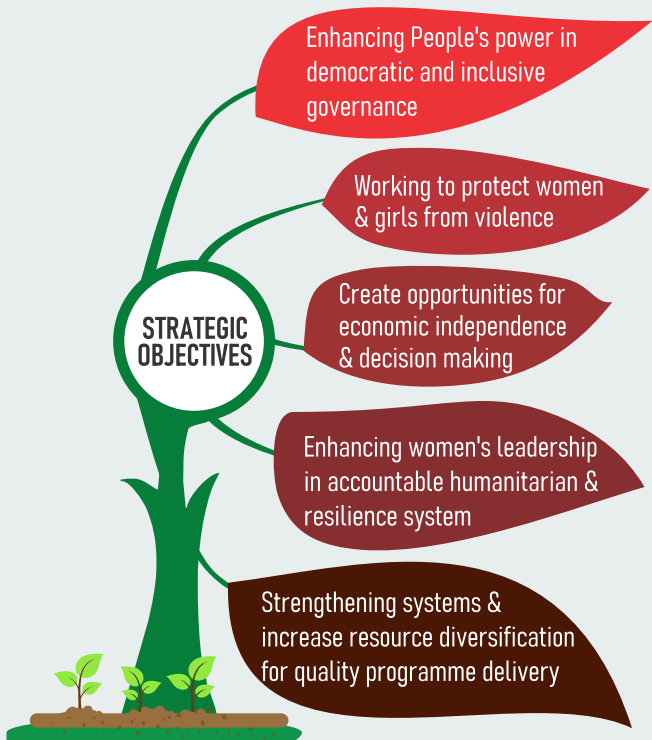 Enhancing People's power in
democratic and inclusive
governance
Working to protect women
& girls from violence
STRATEGIC
OBJECTIVES
Create opportunities for
economic independence
& decision making
Enhancing women's leadership
in accountable humanitarian &
resilience system
Strengthening systems &
increase resource diversification
for quality programme delivery